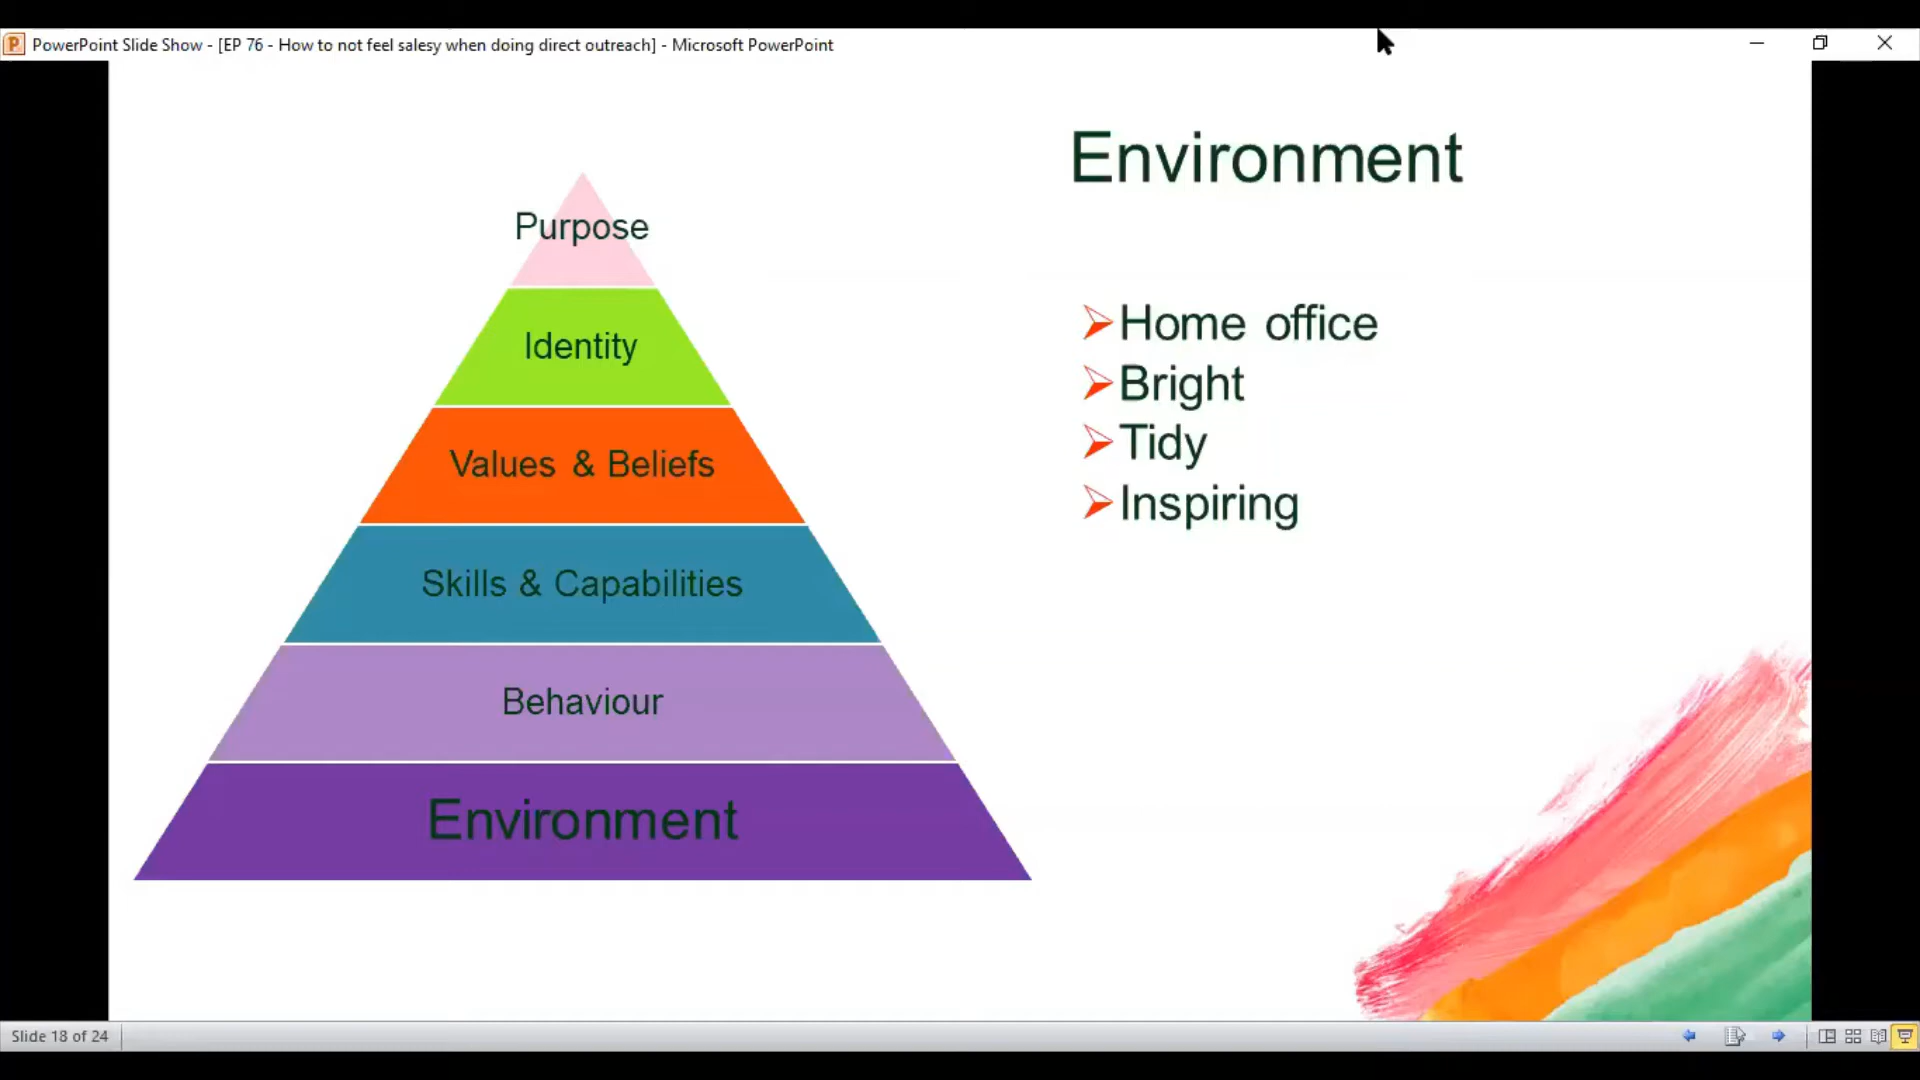 PowerPoint Slide Show - [EP 76 - How to not feel salesy when doing direct outreach] - Microsoft PowerPoint
Purpose
Identity
Values & Beliefs
Skills & Capabilities
Behaviour
Environment
Environment
Home office
Bright
Tidy
Inspiring
Slide 18 of 24